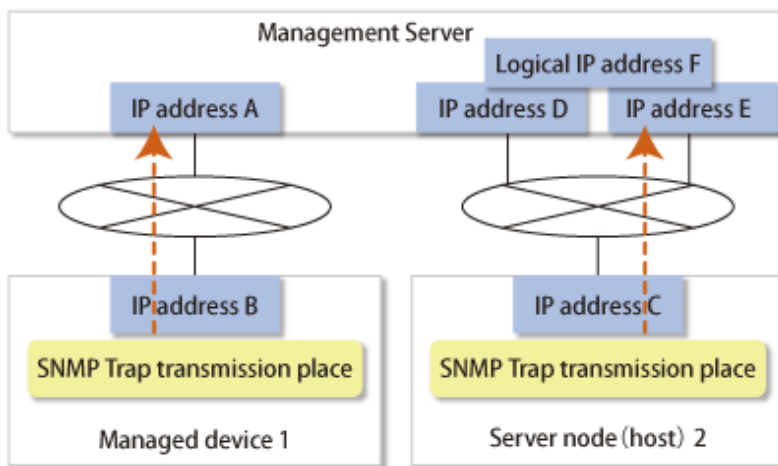 Management Server
Logical IP address F
IP address A
IP address D
IP address E
IP address B
IP address C
SNMP Trap transmission place
SNMP Trap transmission place
Managed device 1
Server node(host) 2